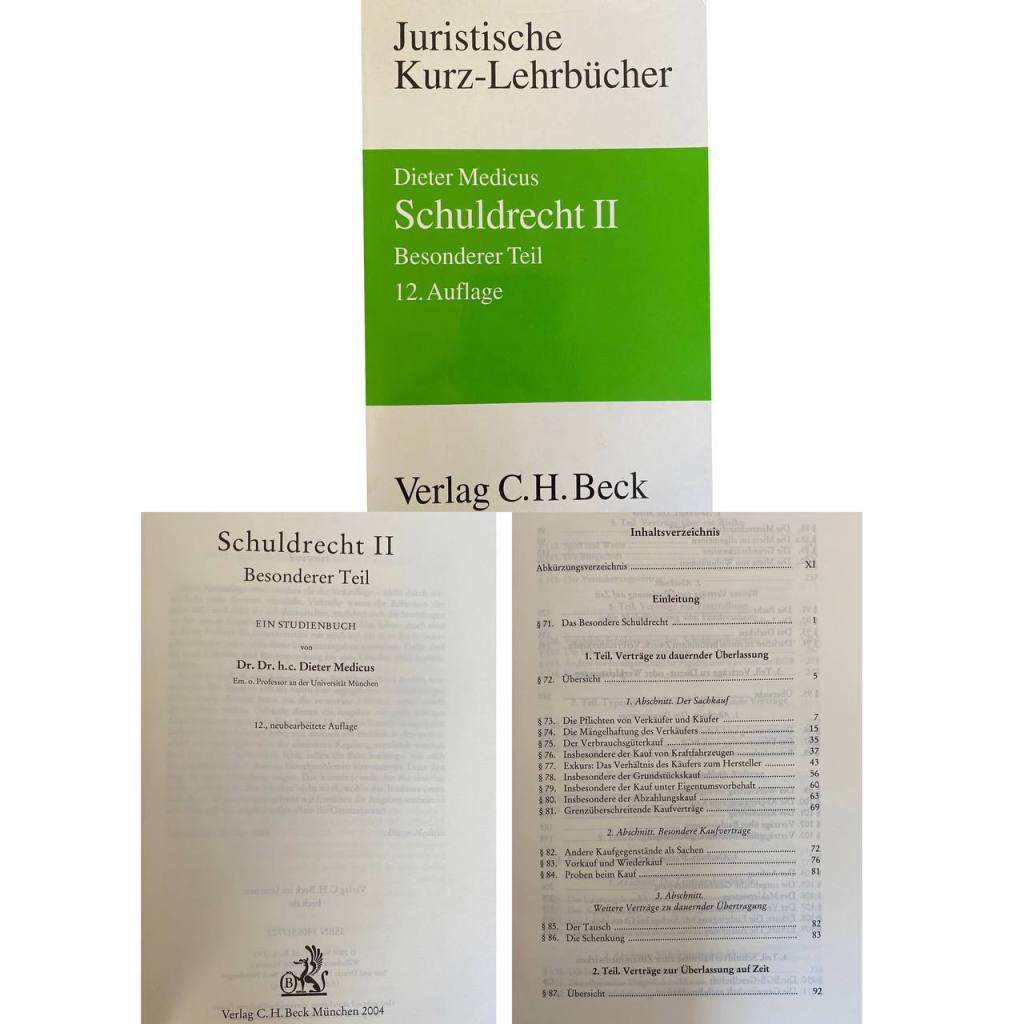 Juristische
Kurz-Lehrbücher
Dieter Medicus
Schuldrecht II
Besonderer Teil
12. Auflage
Verlag C.H.Beck
Schuldrecht II
Besonderer Teil
EIN STUDIENBUCH
von
Dr. Dr. h.c. Dieter Medicus
Em. o. Professor an der Universität München
12., neubearbeitete Auflage
B
Verlag C.H.Beck München 2004
Inhaltsverzeichnis
Abkürzungsverzeichnis ... XI
Einleitung
§ 71. Das Besondere Schuldrecht ... 1
1. Teil. Verträge zu dauernder Überlassung
§ 72. Übersicht ... 5
1. Abschnitt. Der Sachkauf
§ 73. Die Pflichten von Verkäufer und Käufer ... 7
§ 74. Die Mängelhaftung des Verkäufers ... 15
§ 75. Der Verbrauchsgüterkauf ... 35
§ 76. Insbesondere der Kauf von Kraftfahrzeugen ... 37
§ 77. Exkurs: Das Verhältnis des Käufers zum Hersteller ... 43
§ 78. Insbesondere der Grundstückskauf ... 56
§ 79. Insbesondere der Kauf unter Eigentumsvorbehalt ... 60
§ 80. Insbesondere der Abzahlungskauf ... 63
§ 81. Grenzüberschreitende Kaufverträge ... 69
2. Abschnitt. Besondere Kaufverträge
§ 82. Andere Kaufgegenstände als Sachen ... 72
§ 83. Vorkauf und Wiederkauf ... 76
§ 84. Proben beim Kauf ... 81
3. Abschnitt.
Weitere Verträge zu dauernder Übertragung
§ 85. Der Tausch ... 82
§ 86. Die Schenkung ... 83
2. Teil. Verträge zur Überlassung auf Zeit
§ 87. Übersicht ... 92